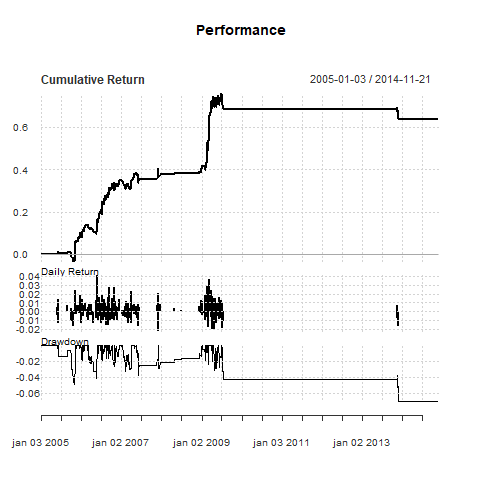 Performance
Cumulative Return 2005-01-03 / 2014-11-21
0.6
0.4
0.2
0.0
Daily Return
0.04
0.03
0.02
0.01
0.00
-0.01
-0.02
Drawdown
-0.02
-0.04
-0.06
jan 03 2005 jan 02 2007 jan 02 2009 jan 03 2011 jan 02 2013